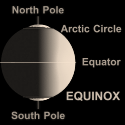 North Pole
Arctic Circle
Equator
EQUINOX
South Pole